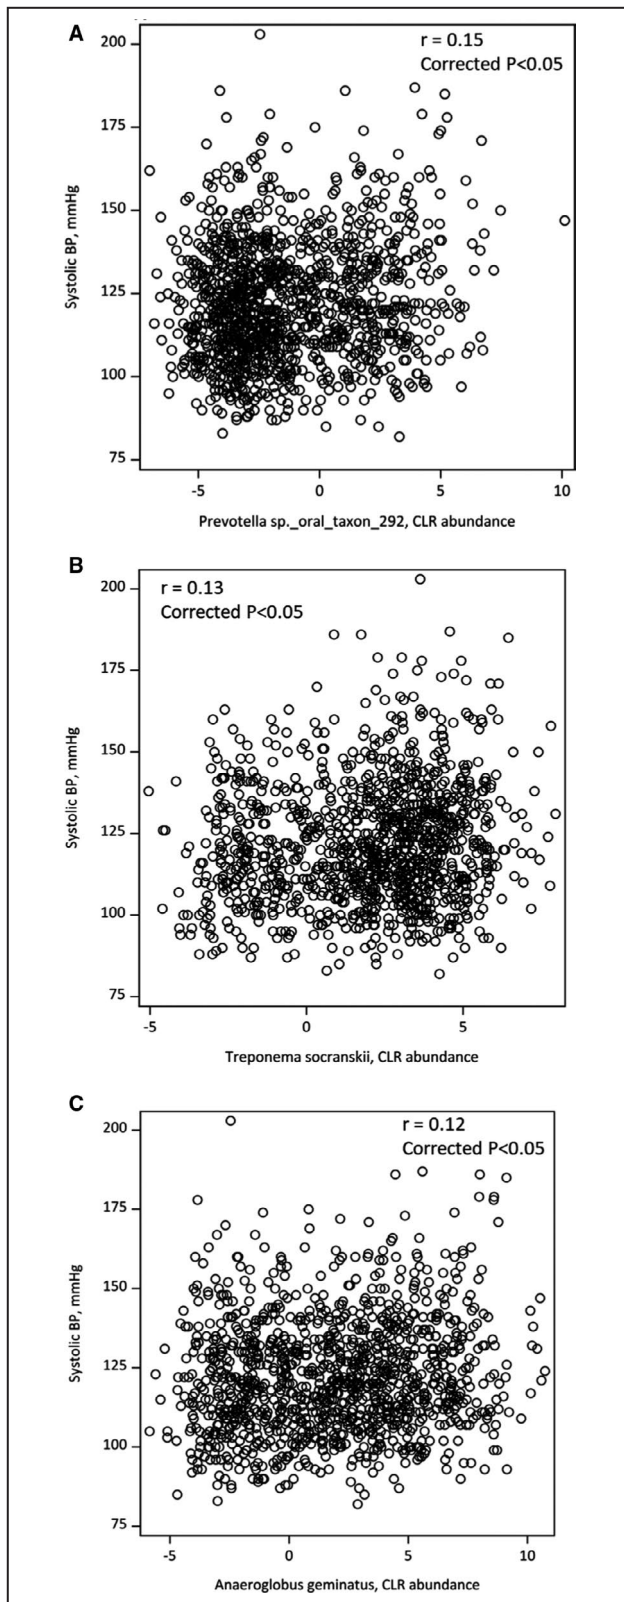 A
r = 0.15
Corrected P<0.05
200
175
150
125
100
75
Systolic BP, mmHg
-5 0 5 10
Prevotella sp._oral_taxon_292, CLR abundance
B
r = 0.13
Corrected P<0.05
200
175
150
125
100
75
Systolic BP, mmHg
-5 0 5
Treponema socranskii, CLR abundance
C
r = 0.12
Corrected P<0.05
200
175
150
125
100
75
Systolic BP, mmHg
-5 0 5 10
Anaeroglobus geminatus, CLR abundance